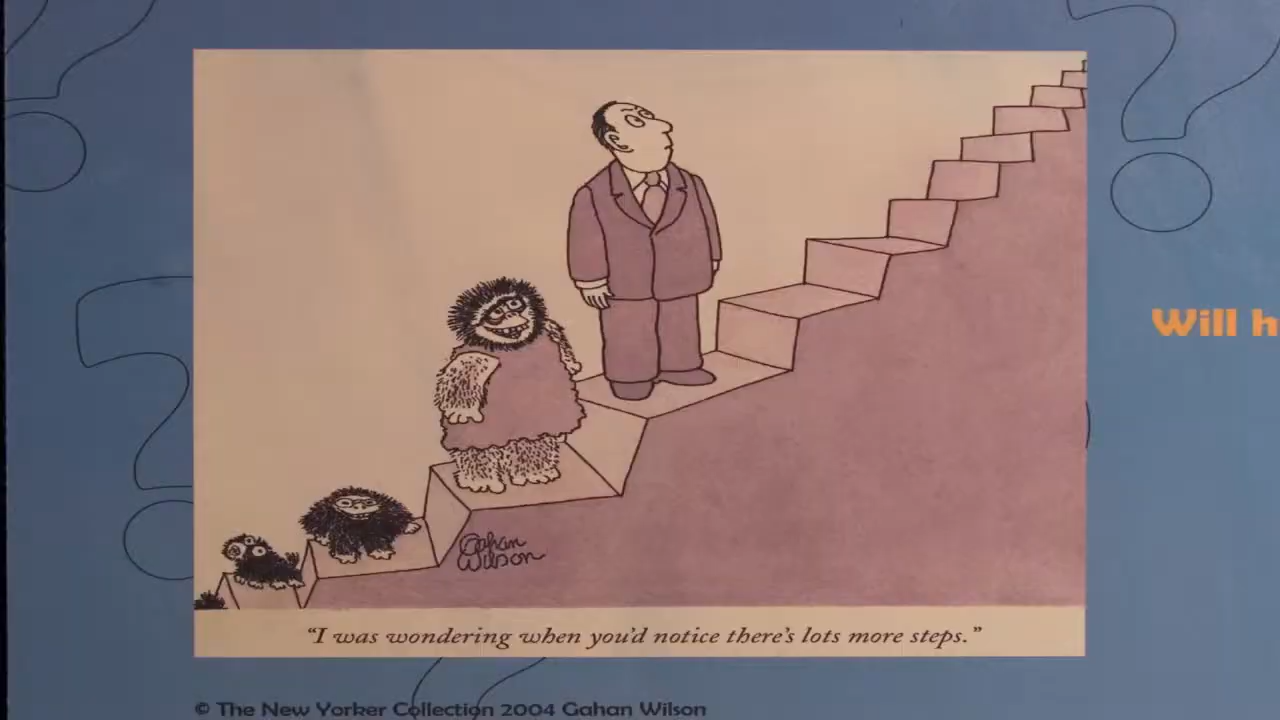 Will h
Gahan
Wilson
“I was wondering when you’d notice there’s lots more steps.”
© The New Yorker Collection 2004 Gahan Wilson